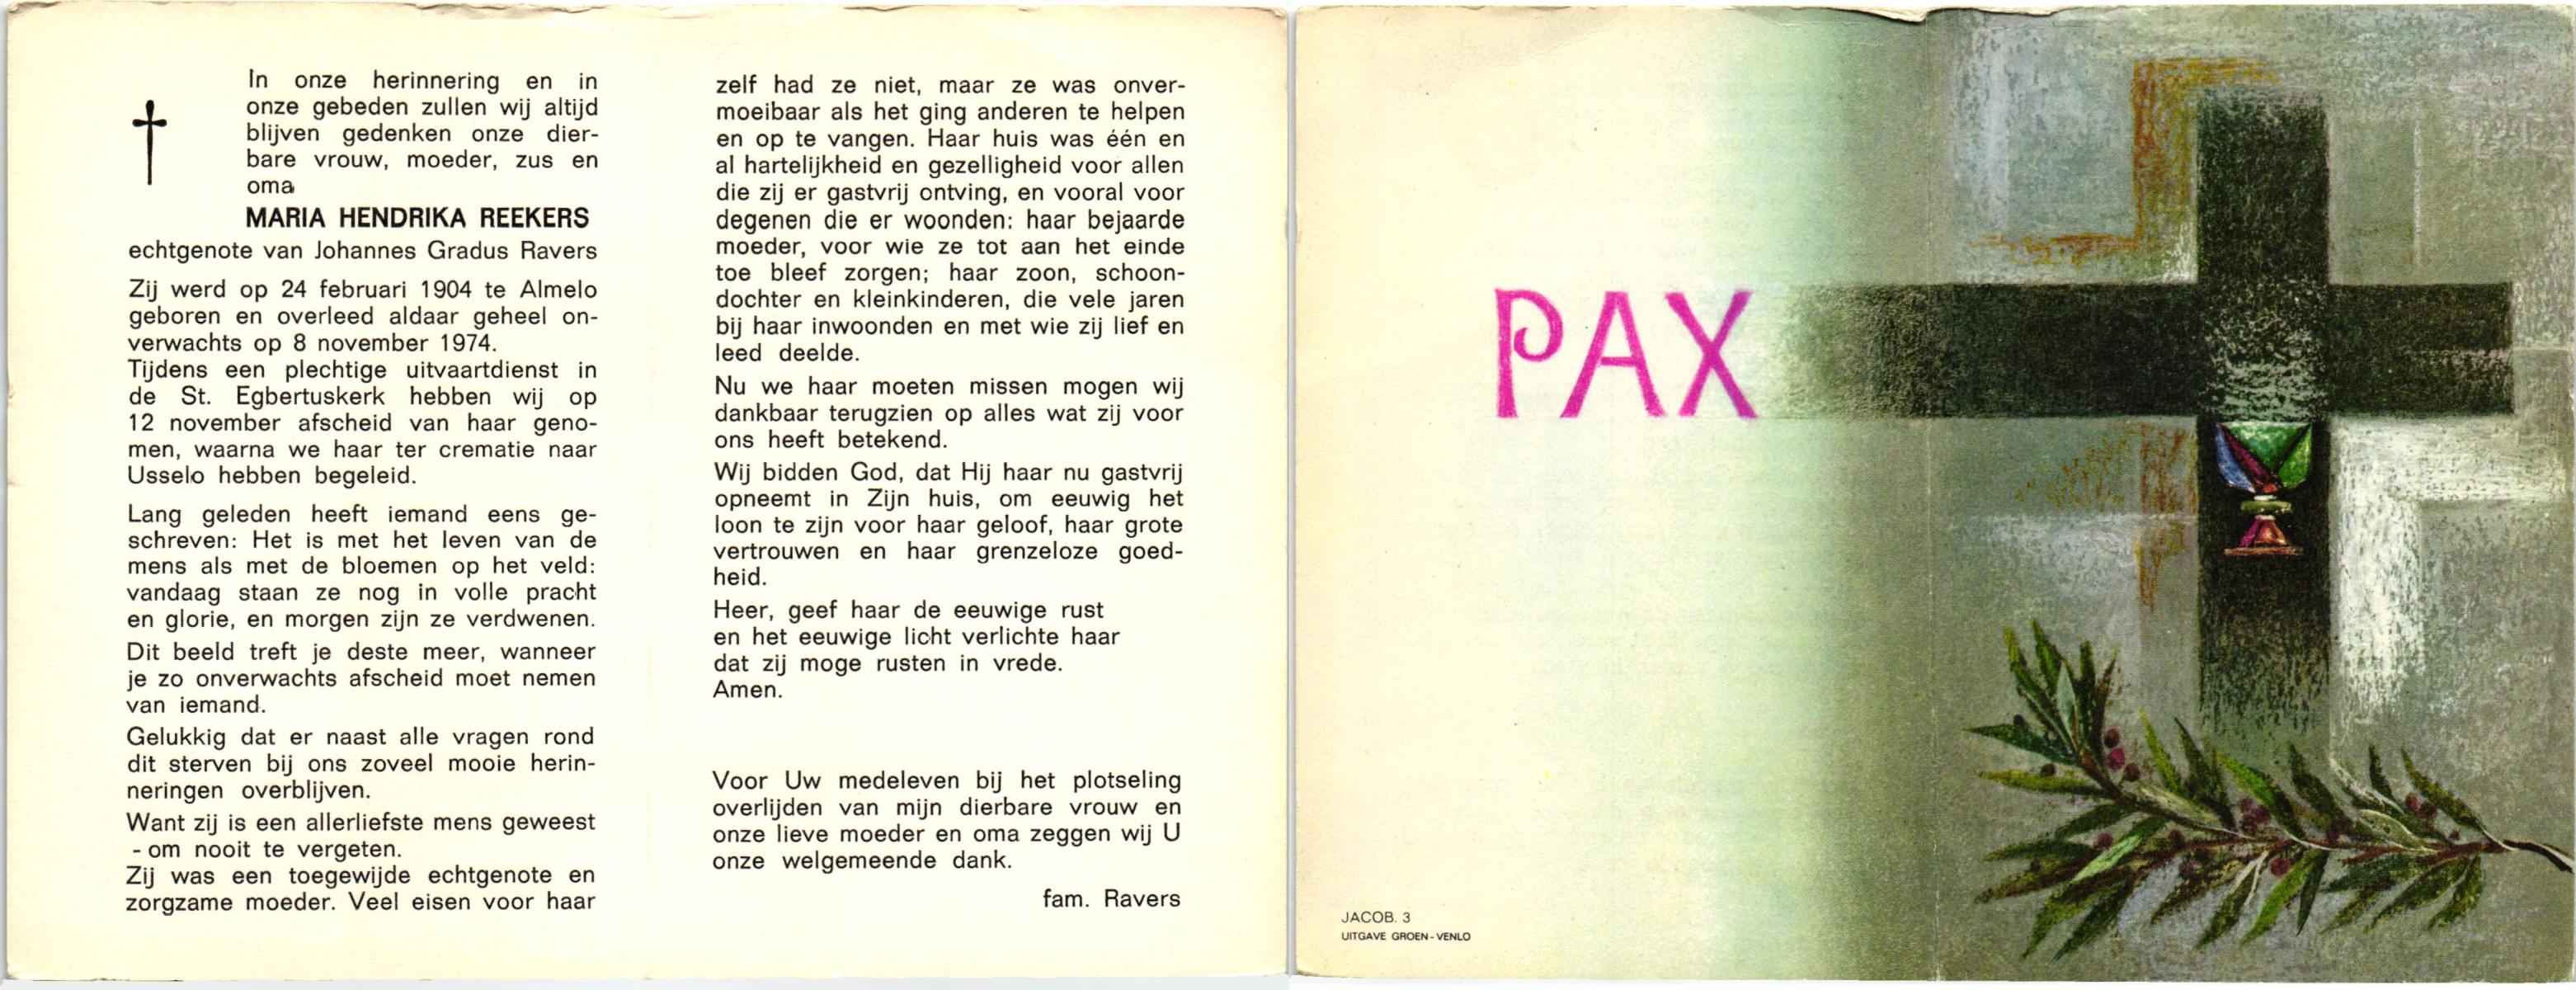 In onze herinnering en in
onze gebeden zullen wij altijd
blijven gedenken onze dier-
bare vrouw, moeder, zus en
oma
MARIA HENDRIKA REEKERS
echtgenote van Johannes Gradus Ravers
Zij werd op 24 februari 1904 te Almelo
geboren en overleed aldaar geheel on-
verwachts op 8 november 1974.
Tijdens een plechtige uitvaartdienst in
de St. Egbertuskerk hebben wij op
12 november afscheid van haar geno-
men, waarna we haar ter crematie naar
Usselo hebben begeleid.
Lang geleden heeft iemand eens ge-
schreven: Het is met het leven van de
mens als met de bloemen op het veld:
vandaag staan ze nog in volle pracht
en glorie, en morgen zijn ze verdwenen.
Dit beeld treft je deste meer, wanneer
je zo onverwachts afscheid moet nemen
van iemand.
Gelukkig dat er naast alle vragen rond
dit sterven bij ons zoveel mooie herin-
neringen overblijven.
Want zij is een allerliefste mens geweest
- om nooit te vergeten.
Zij was een toegewijde echtgenote en
zorgzame moeder. Veel eisen voor haar
zelf had ze niet, maar ze was onver-
moeibaar als het ging anderen te helpen
en op te vangen. Haar huis was één en
al hartelijkheid en gezelligheid voor allen
die zij er gastvrij ontving, en vooral voor
degenen die er woonden: haar bejaarde
moeder, voor wie ze tot aan het einde
toe bleef zorgen; haar zoon, schoon-
dochter en kleinkinderen, die vele jaren
bij haar inwoonden en met wie zij lief en
leed deelde.
Nu we haar moeten missen mogen wij
dankbaar terugzien op alles wat zij voor
ons heeft betekend.
Wij bidden God, dat Hij haar nu gastvrij
opneemt in Zijn huis, om eeuwig het
loon te zijn voor haar geloof, haar grote
vertrouwen en haar grenzeloze goed-
heid.
Heer, geef haar de eeuwige rust
en het eeuwige licht verlichte haar
dat zij moge rusten in vrede.
Amen.
Voor Uw medeleven bij het plotseling
overlijden van mijn dierbare vrouw en
onze lieve moeder en oma zeggen wij U
onze welgemeende dank.
fam. Ravers
PAX
JACOB. 3
UITGAVE GROEN-VENLO